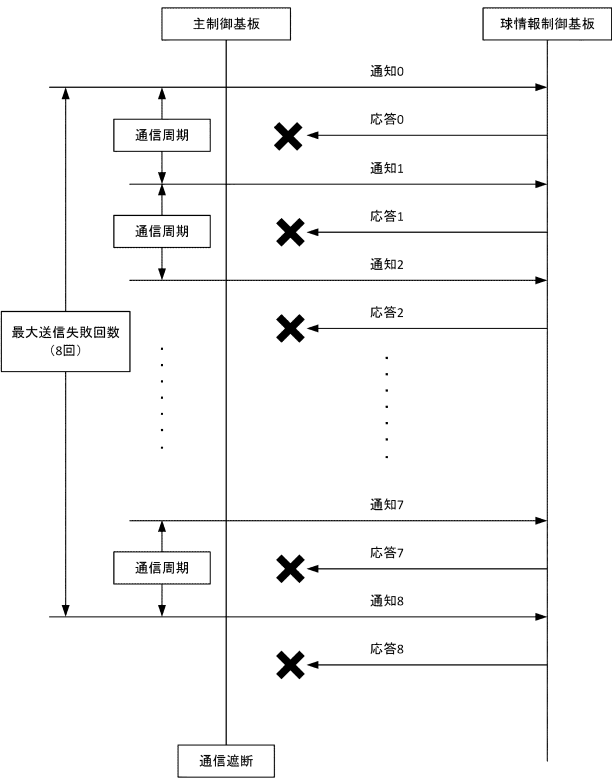 主制御基板
球情報制御基板
通知0
応答0
通信周期
通知1
応答1
通信周期
通知2
応答2
最大送信失敗回数
（8回）
通知7
応答7
通信周期
通知8
応答8
通信遮断